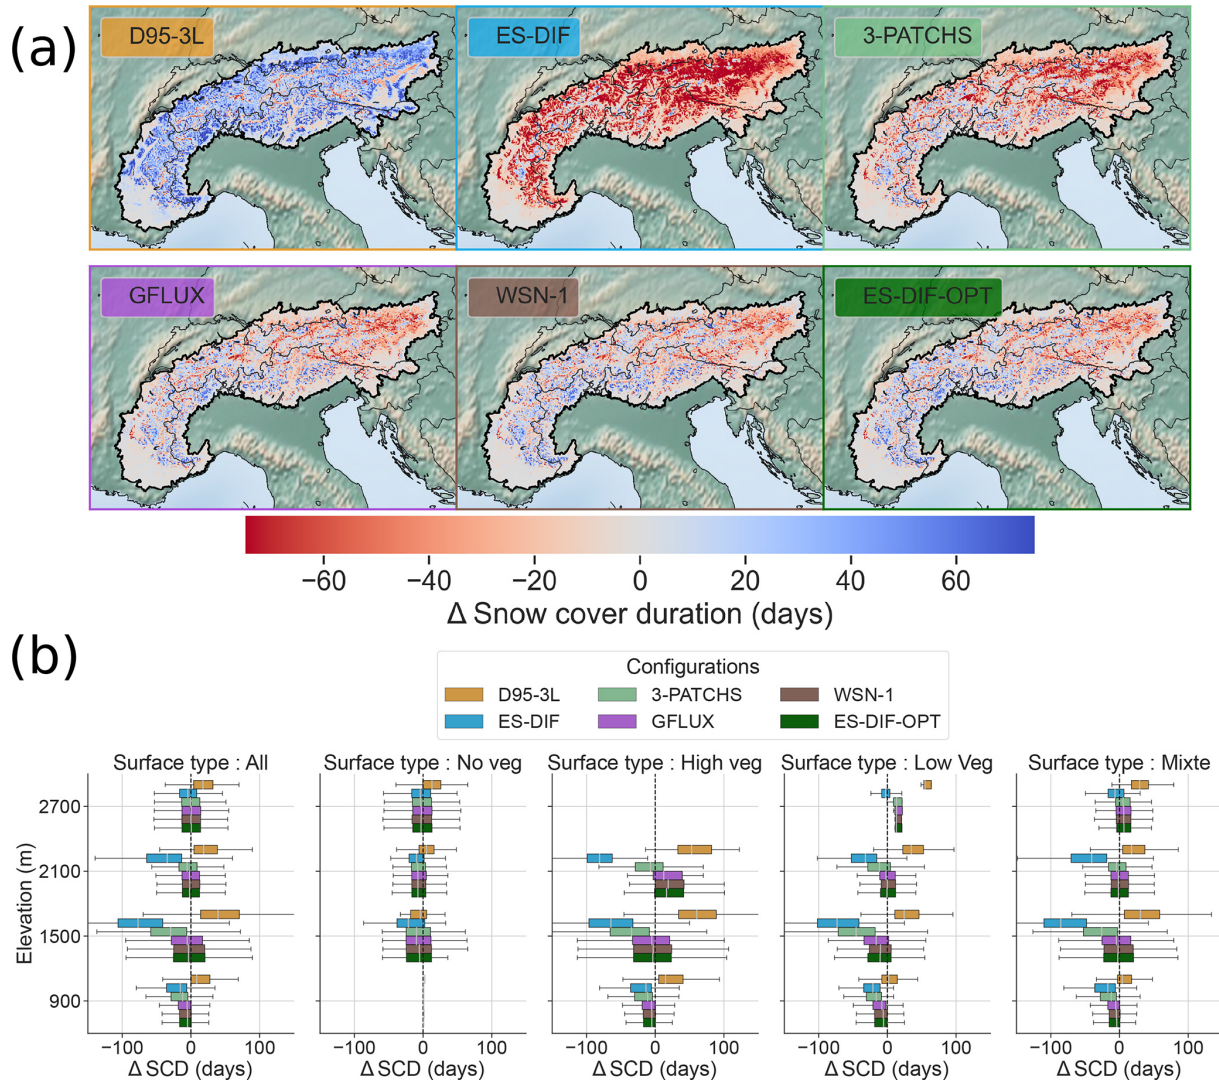 (a)
D95-3L
ES-DIF
3-PATCHS
GFLUX
WSN-1
ES-DIF-OPT
−60 −40 −20 0 20 40 60
Δ Snow cover duration (days)
(b)
Configurations
D95-3L 3-PATCHS WSN-1
ES-DIF GFLUX ES-DIF-OPT
Surface type : All Surface type : No veg Surface type : High veg Surface type : Low Veg Surface type : Mixte
Elevation (m)
2700
2100
1500
900
−100 0 100 −100 0 100 −100 0 100 −100 0 100 −100 0 100
Δ SCD (days) Δ SCD (days) Δ SCD (days) Δ SCD (days) Δ SCD (days)